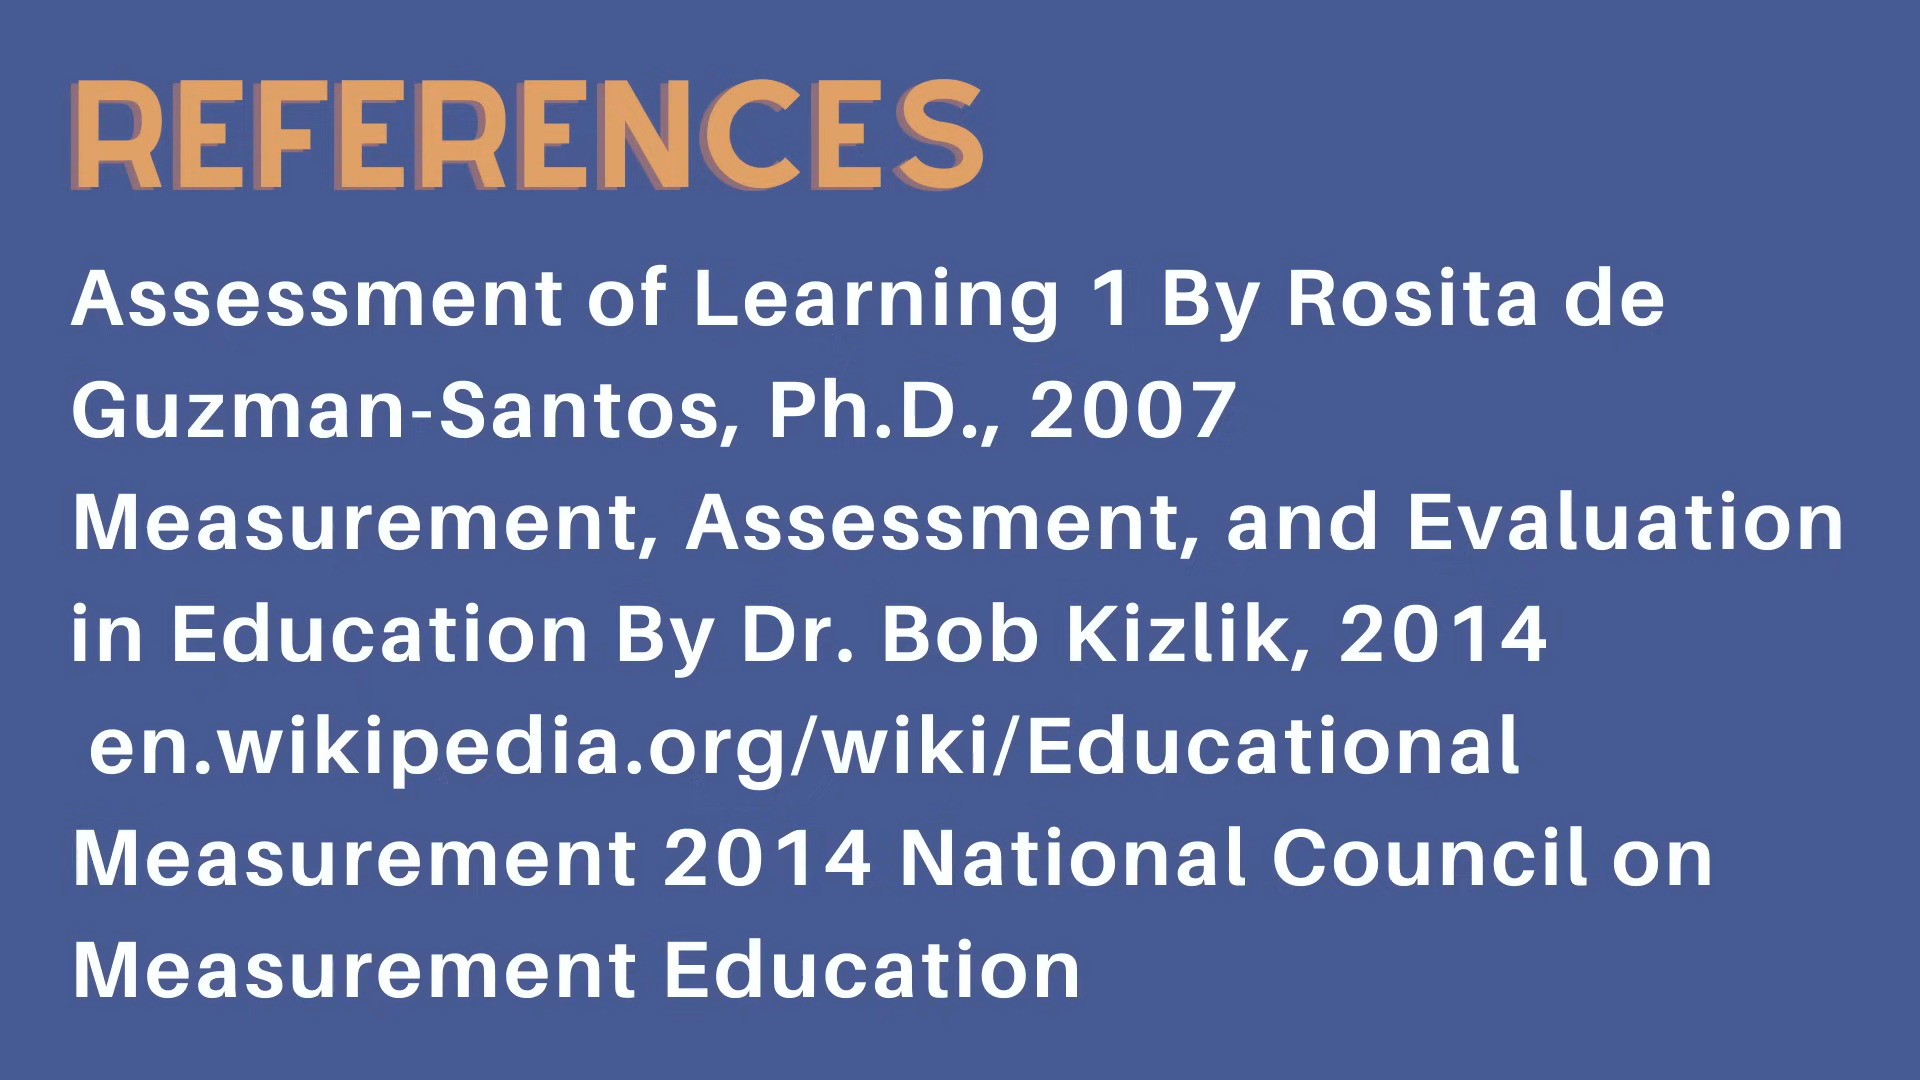 REFERENCES
Assessment of Learning 1 By Rosita de
Guzman-Santos, Ph.D., 2007
Measurement, Assessment, and Evaluation
in Education By Dr. Bob Kizlik, 2014
en.wikipedia.org/wiki/Educational
Measurement 2014 National Council on
Measurement Education